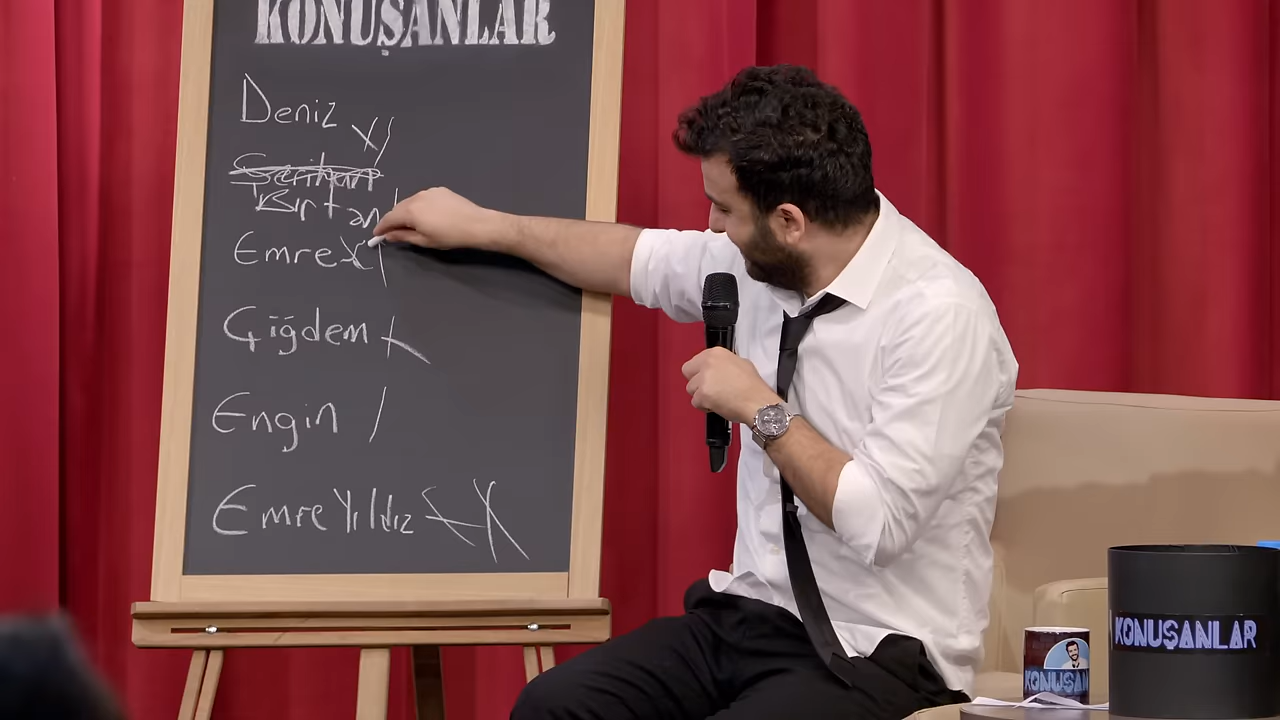 KONUŞANLAR
Deniz X/
Birtan
Emre X|
Çiğdem X
Engin /
Emre Yıldız X X
KONUŞANLAR
KONUŞAN